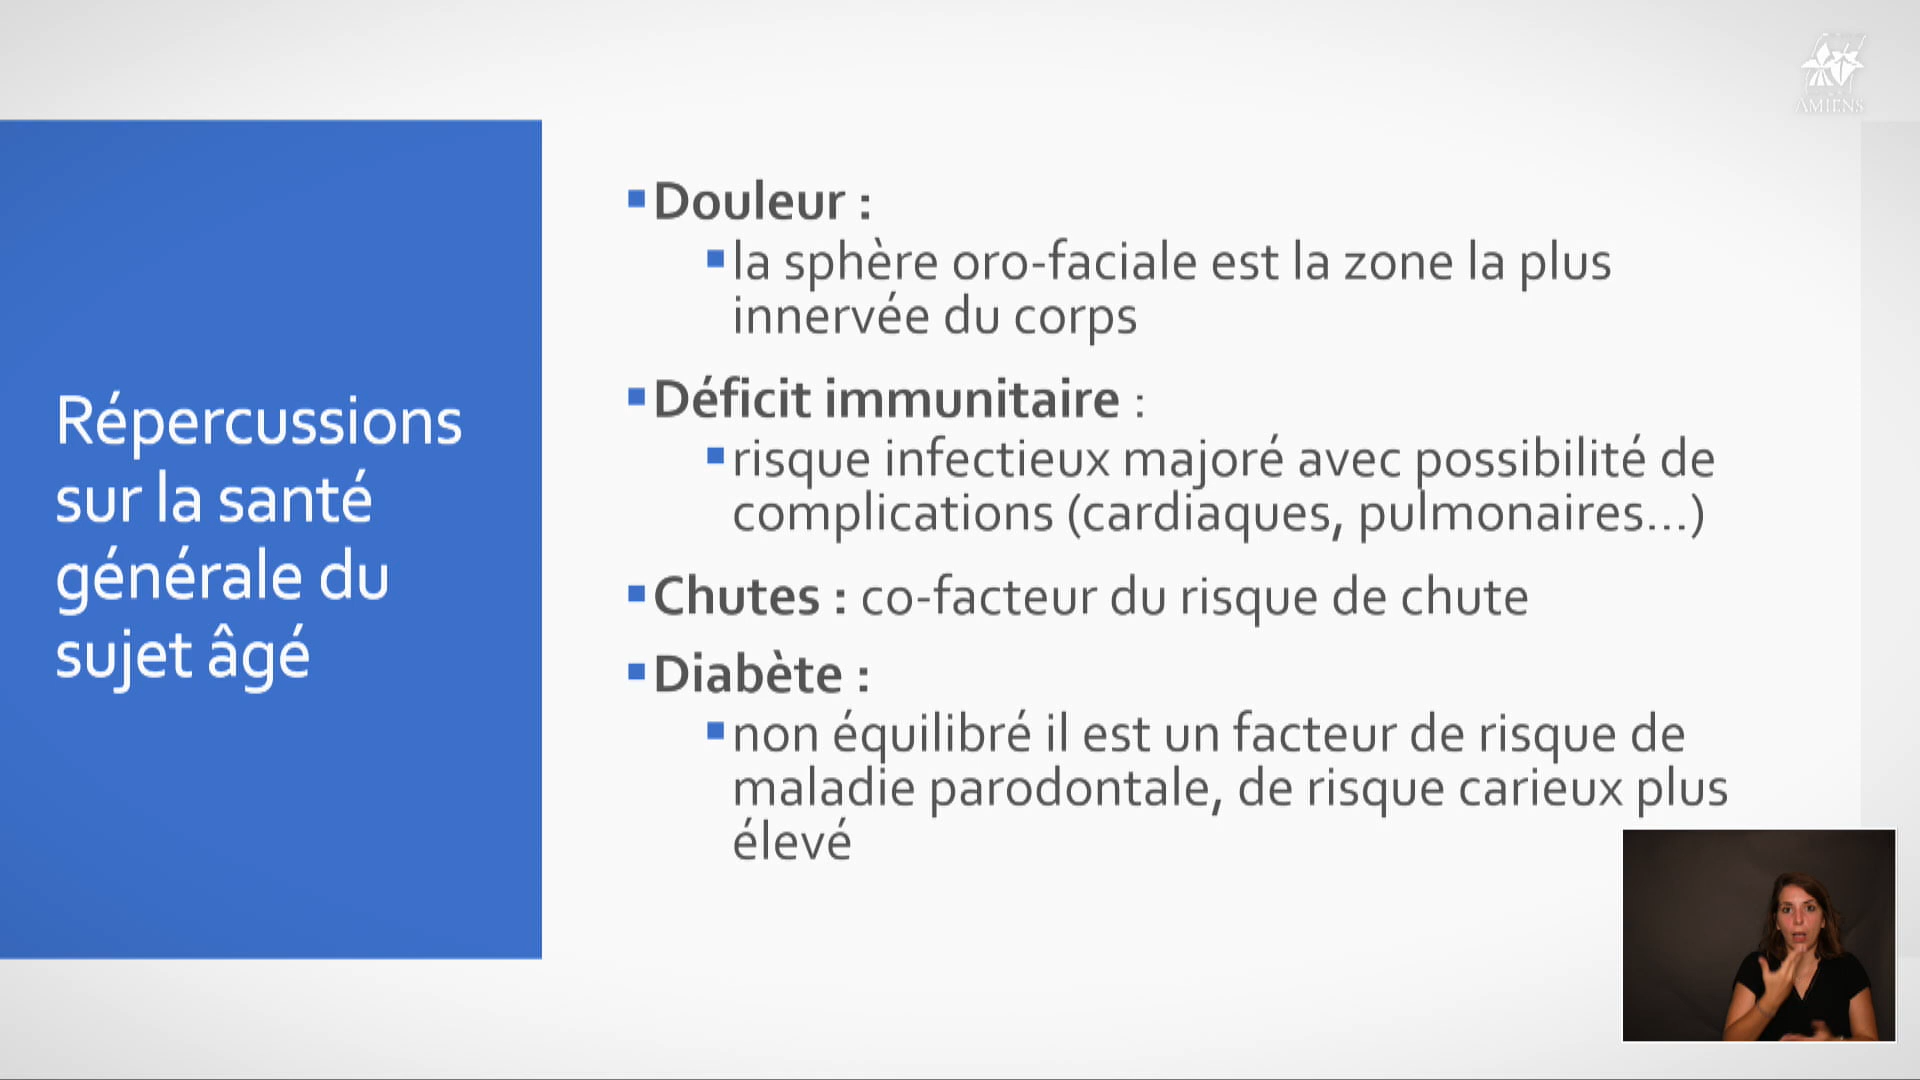 AMIENS
Répercussions
sur la santé
générale du
sujet âgé
Douleur :
la sphère oro-faciale est la zone la plus
innervée du corps
Déficit immunitaire :
risque infectieux majoré avec possibilité de
complications (cardiaques, pulmonaires...)
Chutes : co-facteur du risque de chute
Diabète :
non équilibré il est un facteur de risque de
maladie parodontale, de risque carieux plus
élevé